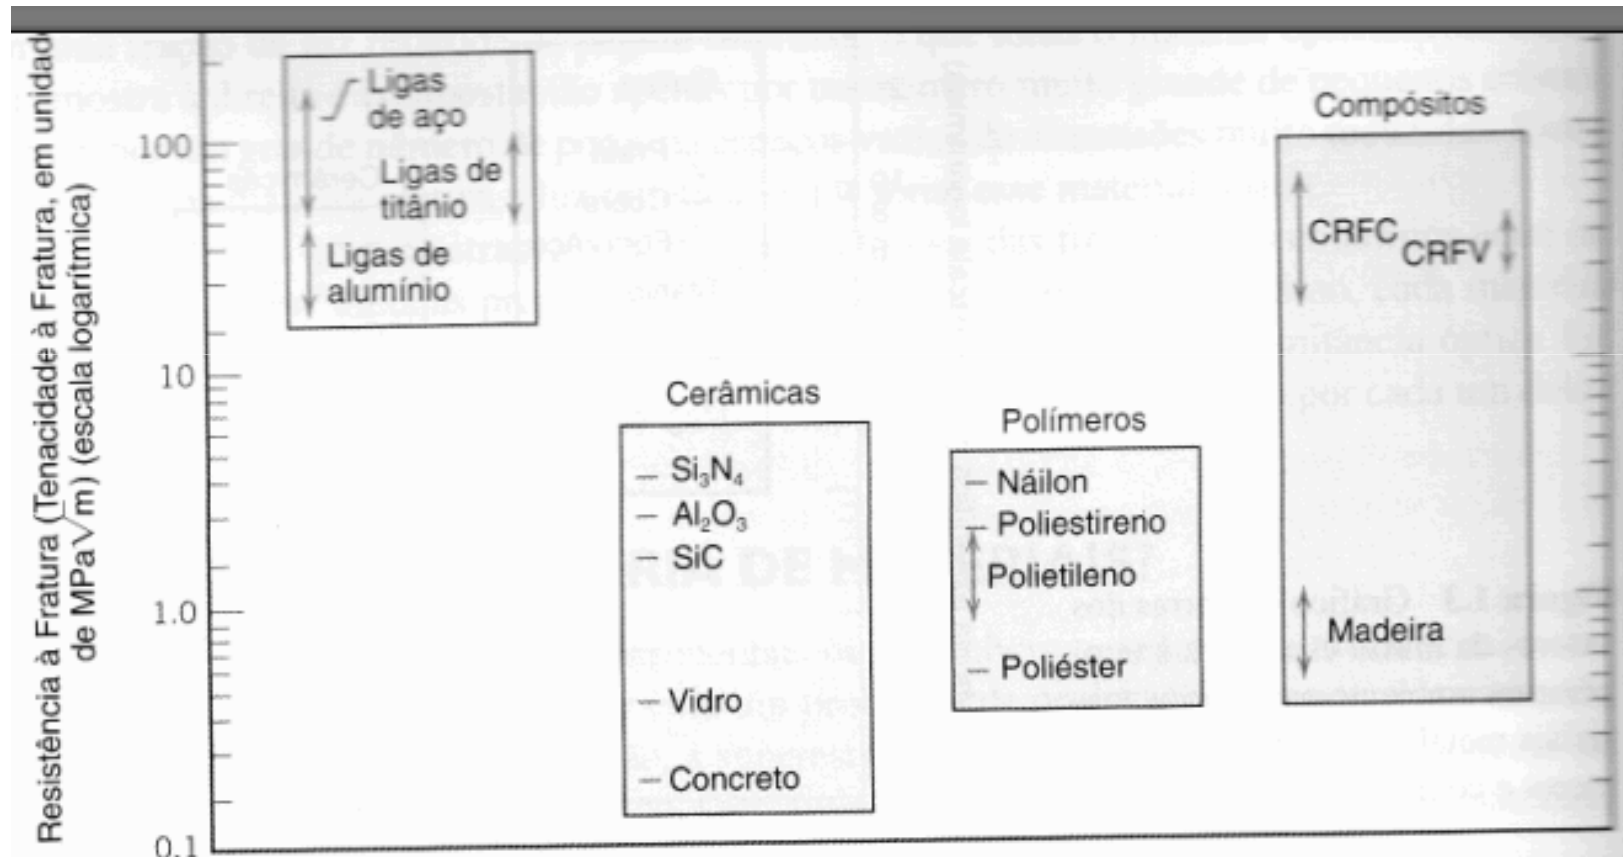 Resistência à Fratura (Tenacidade à Fratura, em unidad
de MPa√m) (escala logarítmica)
100
10
1.0
0.1
Ligas
de aço
Ligas de
titânio
Ligas de
alumínio
Cerâmicas
Si₃N₄
Al₂O₃
SiC
Vidro
Concreto
Polímeros
Náilon
Poliestireno
Polietileno
Poliéster
Compósitos
CRFC
CRFV
Madeira